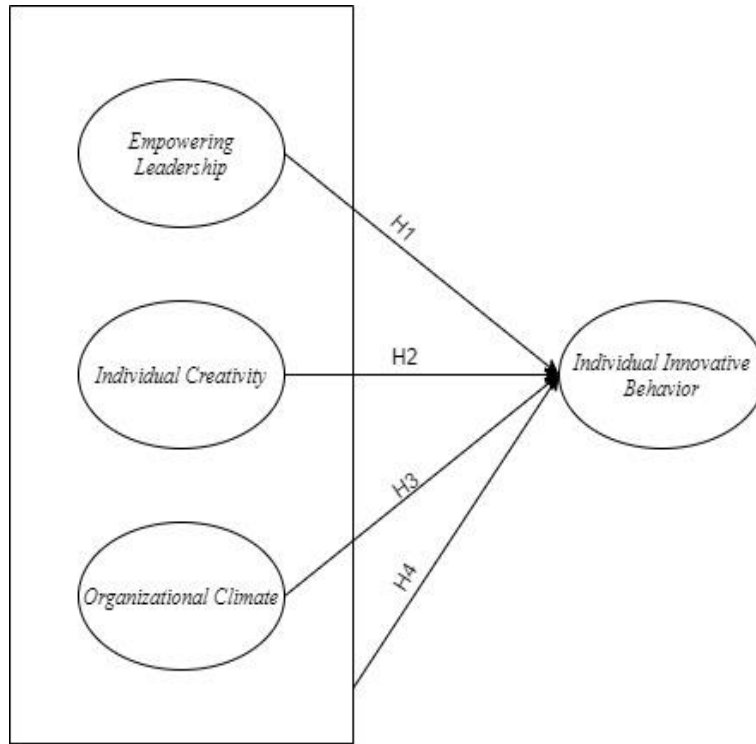 Empowering
Leadership
H1
Individual Creativity
H2
Individual Innovative
Behavior
Organizational Climate
H3
H4